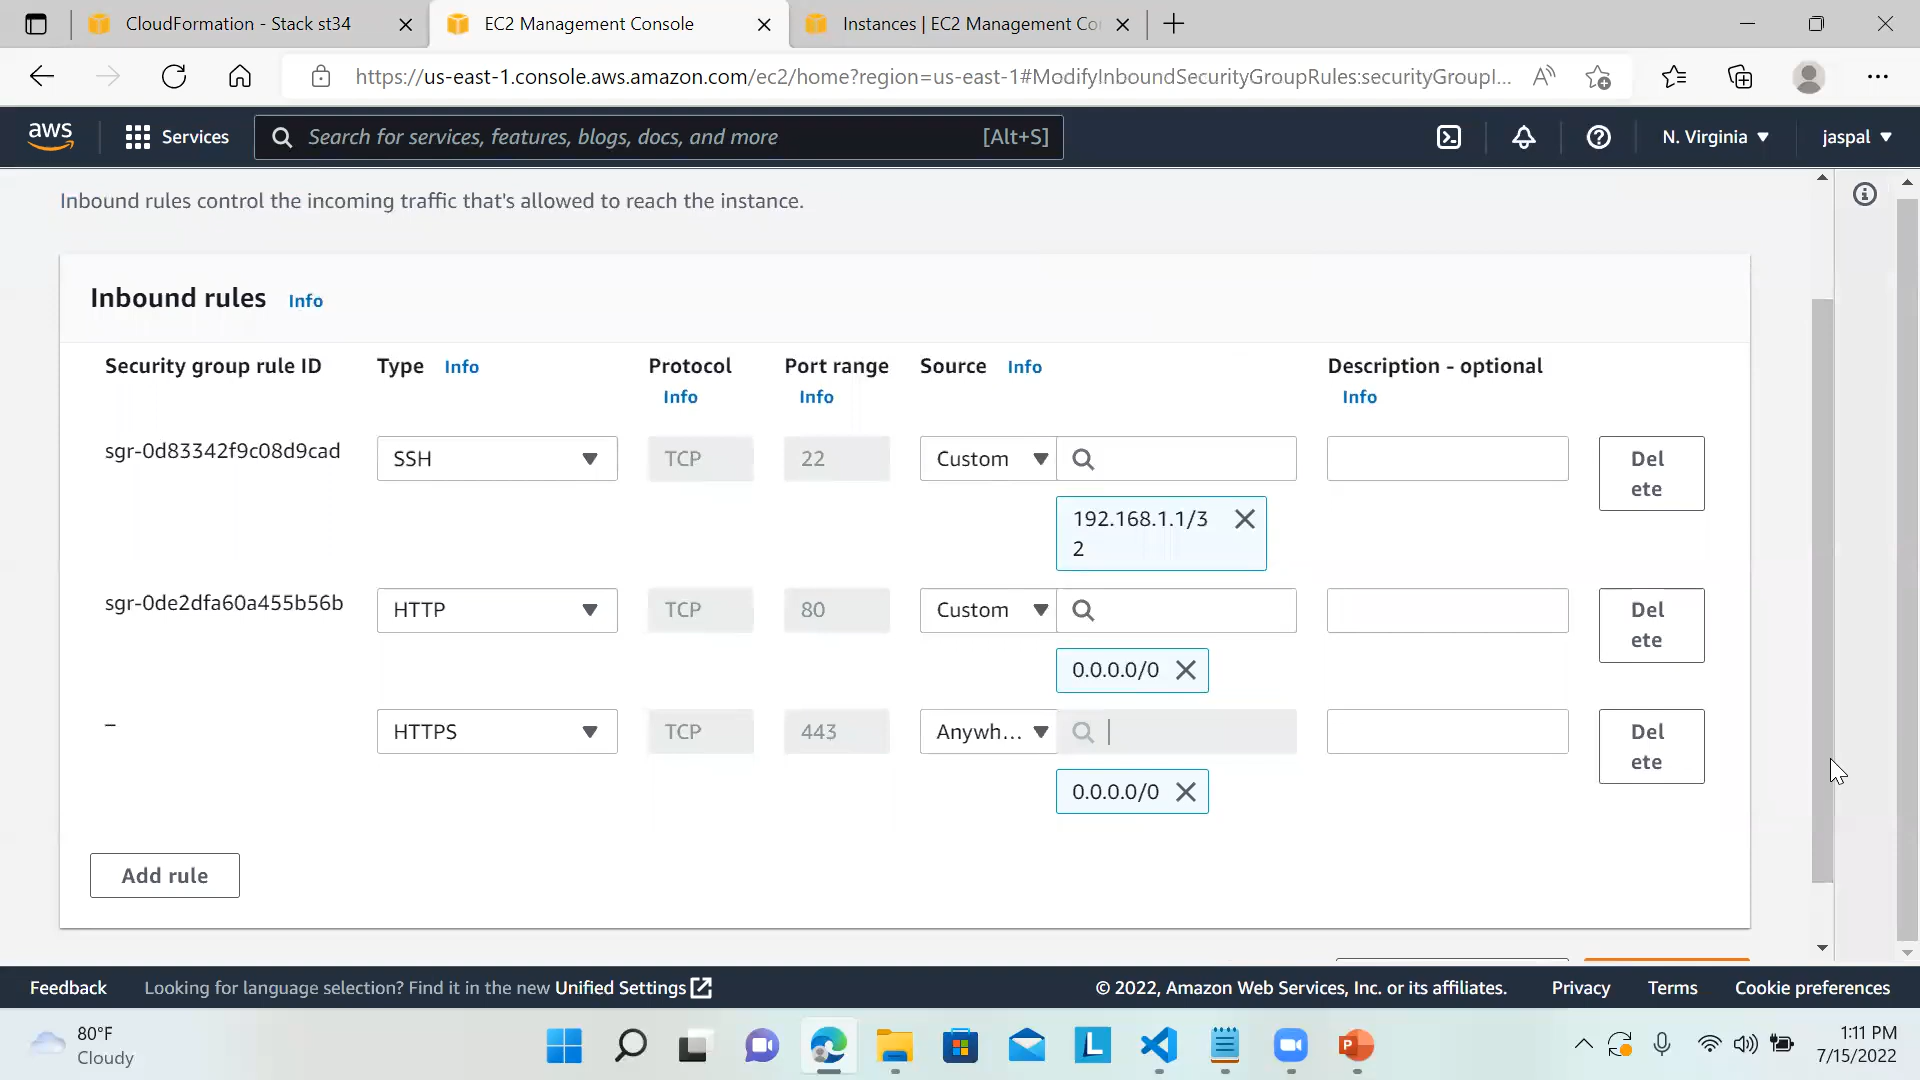 CloudFormation - Stack st34
EC2 Management Console
Instances | EC2 Management Co
https://us-east-1.console.aws.amazon.com/ec2/home?region=us-east-1#ModifyInboundSecurityGroupRules:securityGroupI...
aws
Services
Search for services, features, blogs, docs, and more
[Alt+S]
N. Virginia
jaspal
Inbound rules control the incoming traffic that's allowed to reach the instance.
Inbound rules Info
Security group rule ID
Type Info
Protocol
Info
Port range
Info
Source Info
Description - optional
Info
sgr-0d83342f9c08d9cad
SSH
TCP
22
Custom
192.168.1.1/3
2
Del
ete
sgr-0de2dfa60a455b56b
HTTP
TCP
80
Custom
0.0.0.0/0
Del
ete
–
HTTPS
TCP
443
Anywh...
0.0.0.0/0
Del
ete
Add rule
Feedback
Looking for language selection? Find it in the new Unified Settings
© 2022, Amazon Web Services, Inc. or its affiliates.
Privacy
Terms
Cookie preferences
80°F
Cloudy
L
P
1:11 PM
7/15/2022